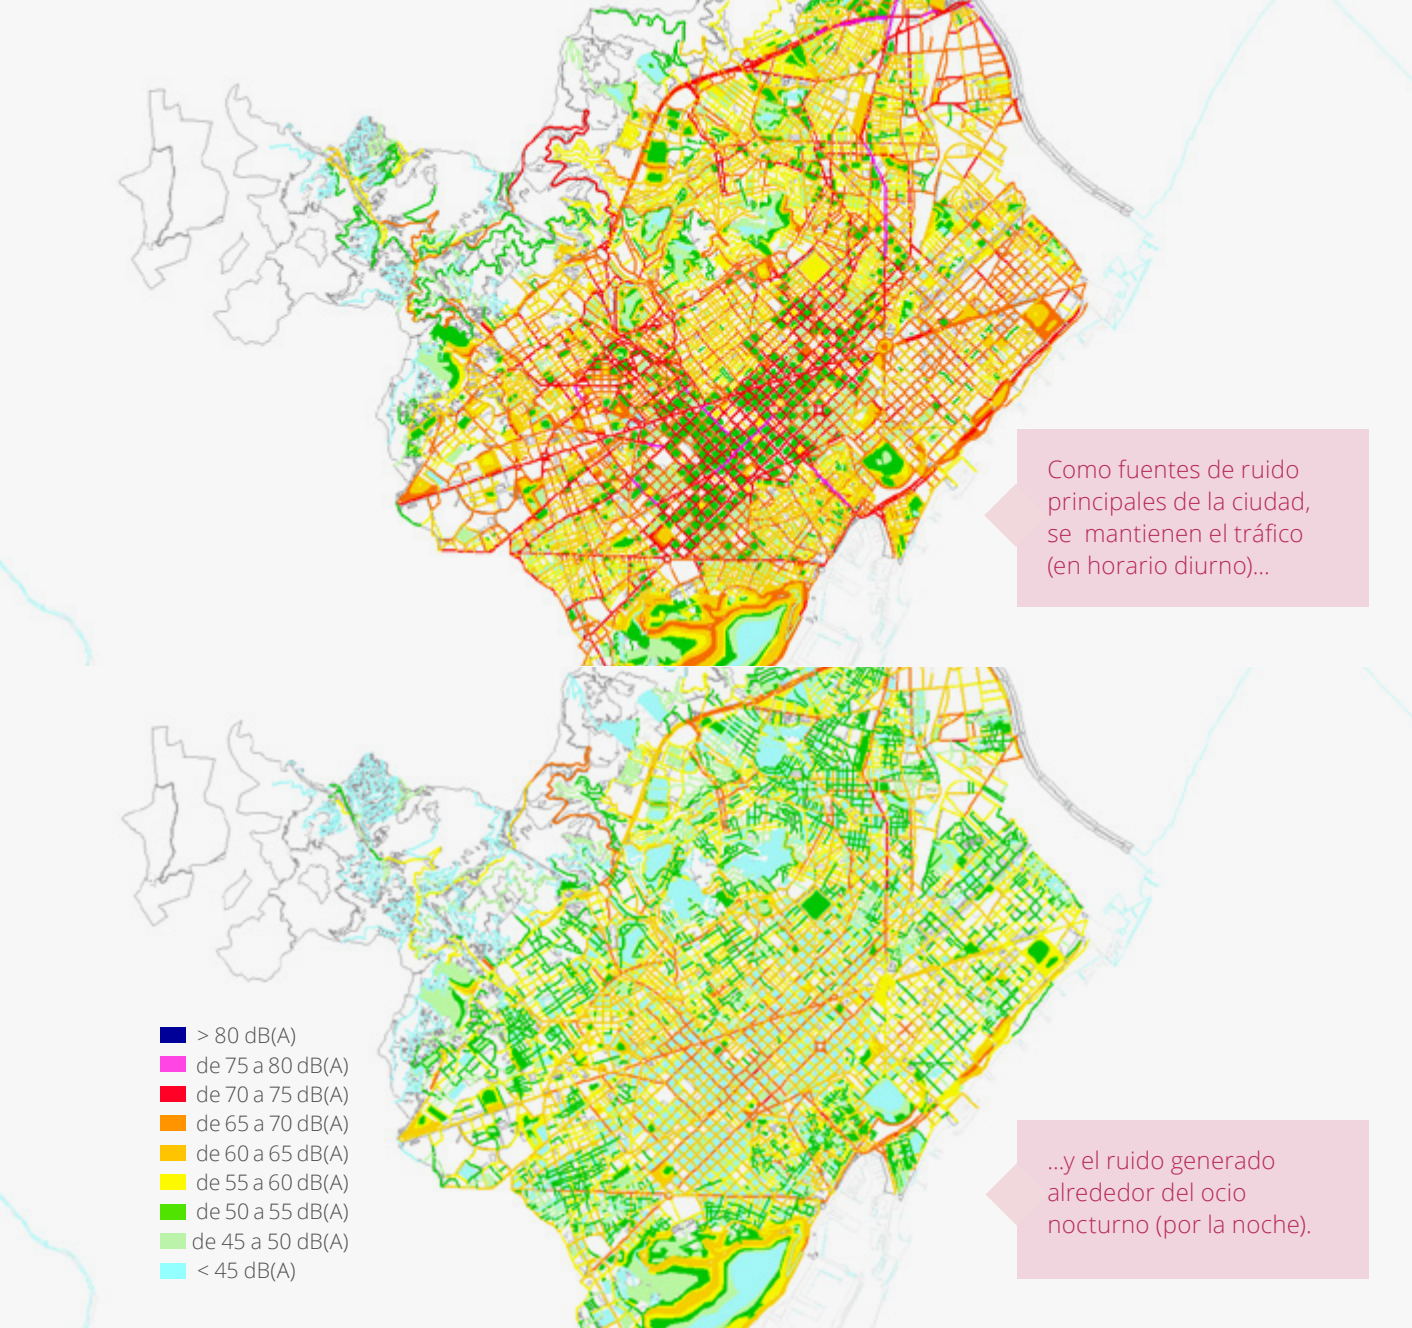 Como fuentes de ruido
principales de la ciudad,
se mantienen el tráfico
(en horario diurno)...
> 80 dB(A)
de 75 a 80 dB(A)
de 70 a 75 dB(A)
de 65 a 70 dB(A)
de 60 a 65 dB(A)
de 55 a 60 dB(A)
de 50 a 55 dB(A)
de 45 a 50 dB(A)
< 45 dB(A)
...y el ruido generado
alrededor del ocio
nocturno (por la noche).